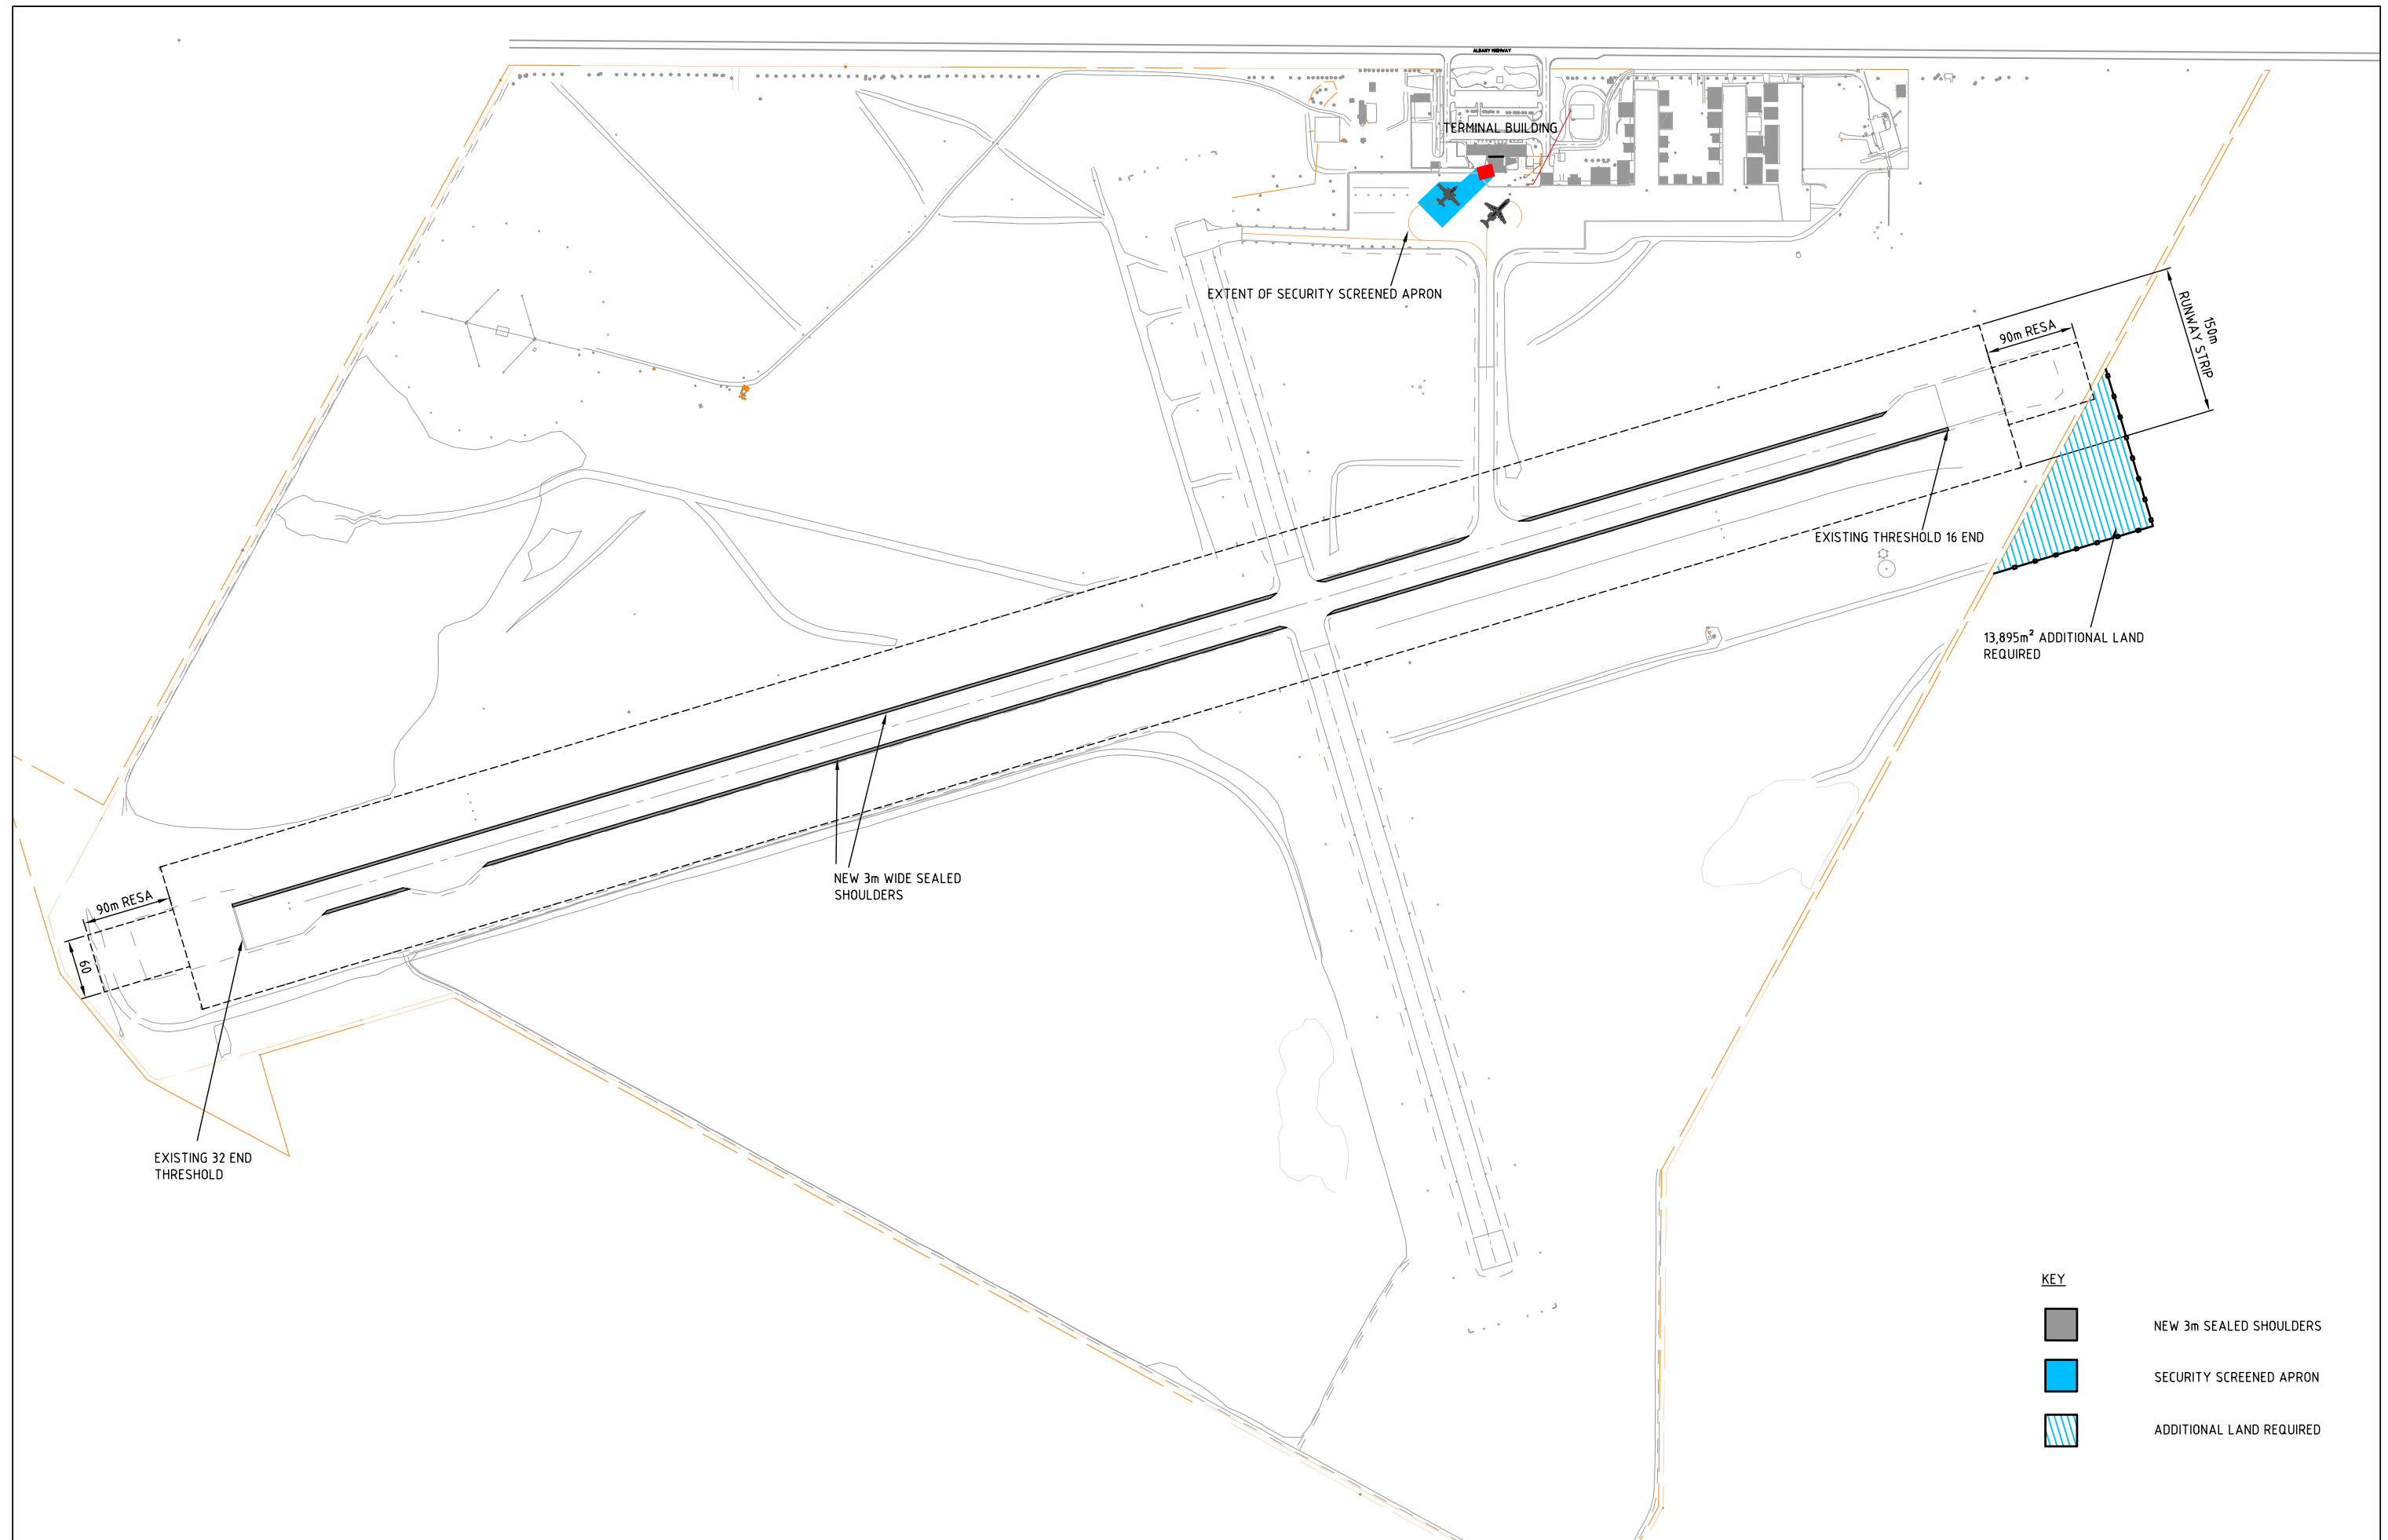 ALBANY HIGHWAY
TERMINAL BUILDING
EXTENT OF SECURITY SCREENED APRON
90m RESA
150m
RUNWAY STRIP
EXISTING THRESHOLD 16 END
13,895m² ADDITIONAL LAND
REQUIRED
NEW 3m WIDE SEALED
SHOULDERS
90m RESA
60
EXISTING 32 END
THRESHOLD
KEY
NEW 3m SEALED SHOULDERS
SECURITY SCREENED APRON
ADDITIONAL LAND REQUIRED